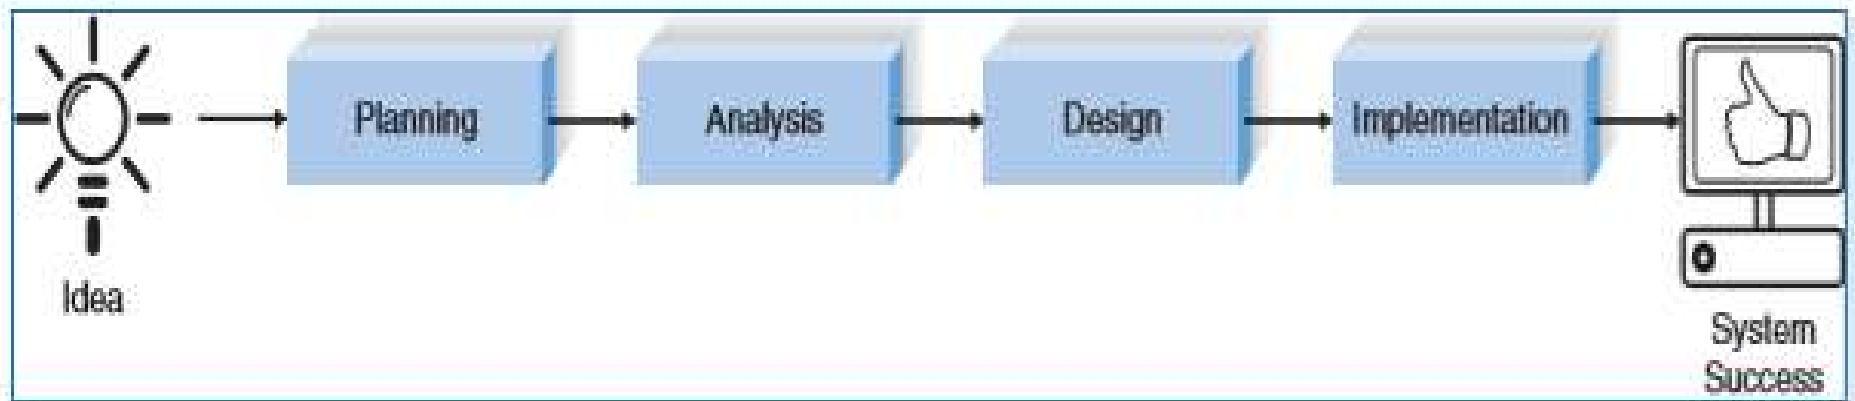 Planning
Analysis
Design
Implementation
Idea
System
Success